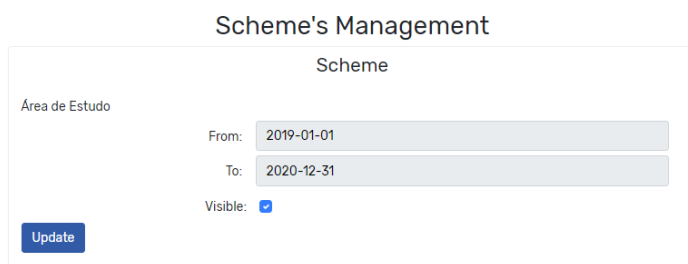 Scheme's Management
Scheme
Área de Estudo
From: 2019-01-01
To: 2020-12-31
Visible:
Update